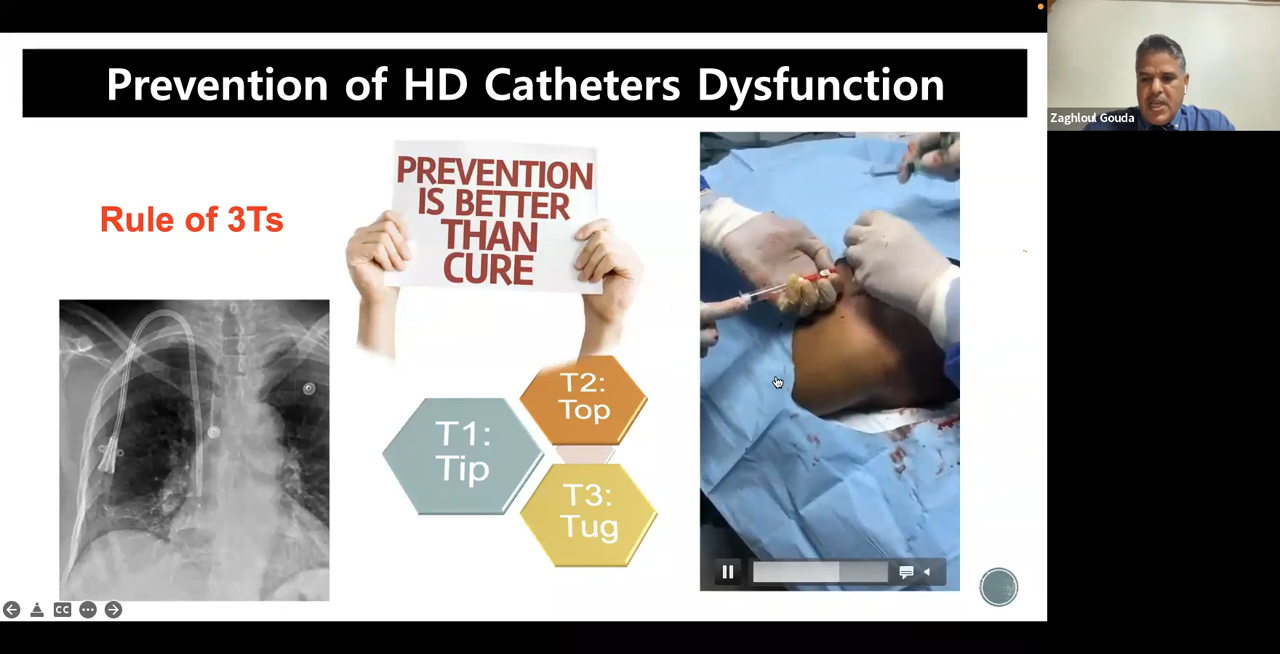 Prevention of HD Catheters Dysfunction
Zaghloul Gouda
Rule of 3Ts
PREVENTION
IS BETTER
THAN
CURE
T1:
Tip
T2:
Top
T3:
Tug
CC